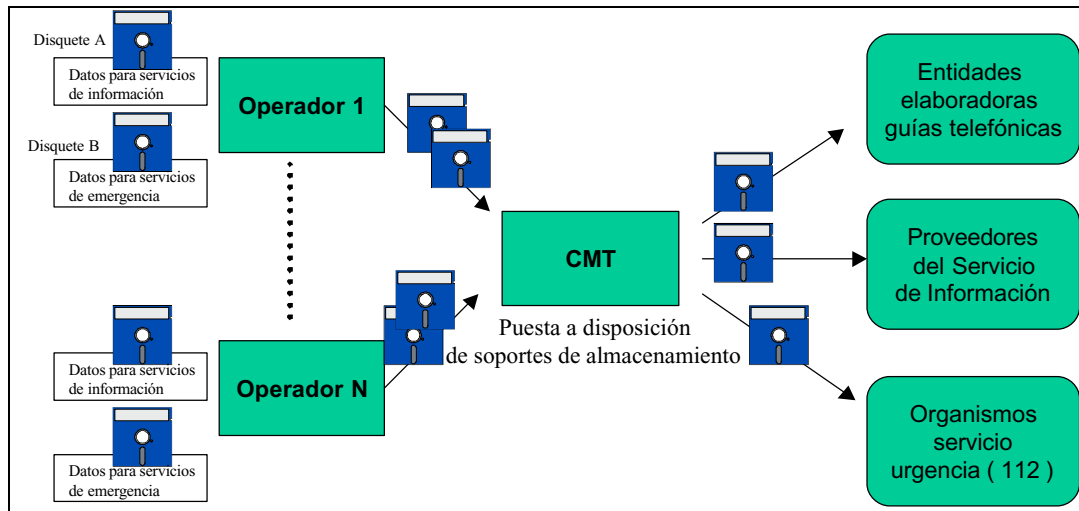 Disquete A
Datos para servicios
de información
Disquete B
Datos para servicios
de emergencia
Operador 1
Datos para servicios
de información
Datos para servicios
de emergencia
Operador N
CMT
Puesta a disposición
de soportes de almacenamiento
Entidades
elaboradoras
guías telefónicas
Proveedores
del Servicio
de Información
Organismos
servicio
urgencia ( 112 )